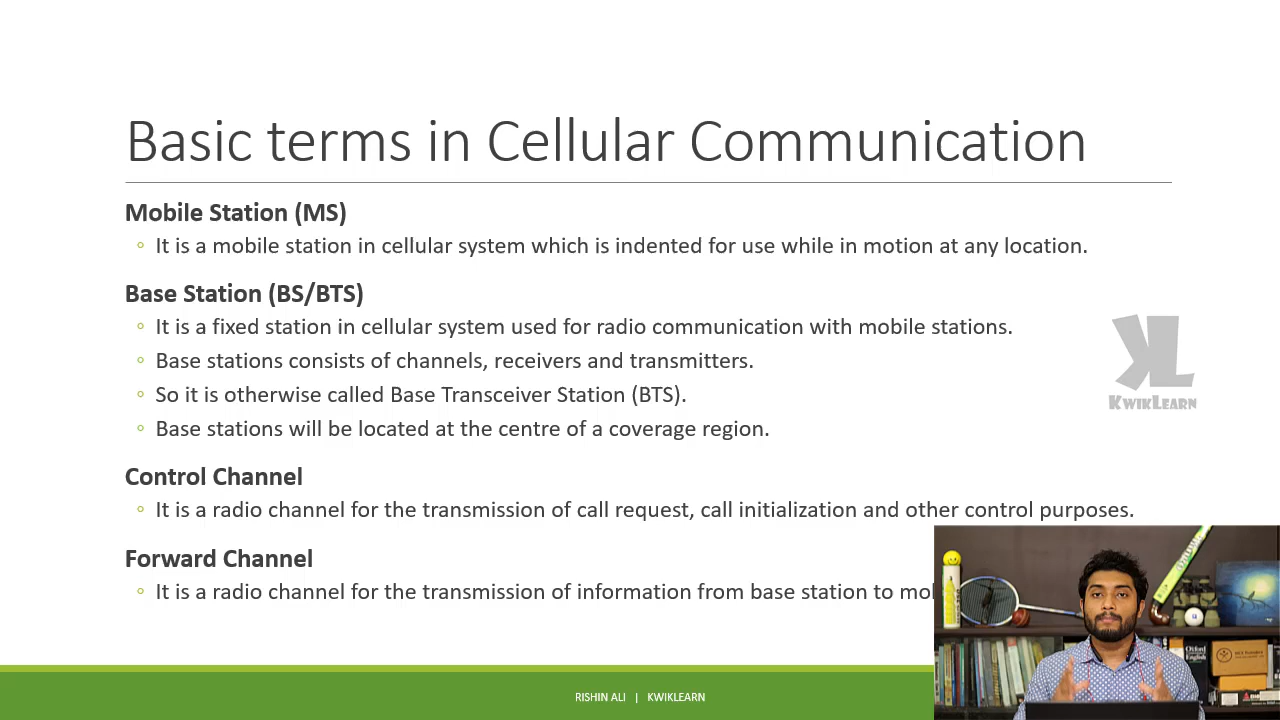 Basic terms in Cellular Communication
Mobile Station (MS)
It is a mobile station in cellular system which is indented for use while in motion at any location.
Base Station (BS/BTS)
It is a fixed station in cellular system used for radio communication with mobile stations.
Base stations consists of channels, receivers and transmitters.
So it is otherwise called Base Transceiver Station (BTS).
Base stations will be located at the centre of a coverage region.
KL
KWIKLEARN
Control Channel
It is a radio channel for the transmission of call request, call initialization and other control purposes.
Forward Channel
It is a radio channel for the transmission of information from base station to
Oxford
English
RISHIN ALI | KWIKLEARN